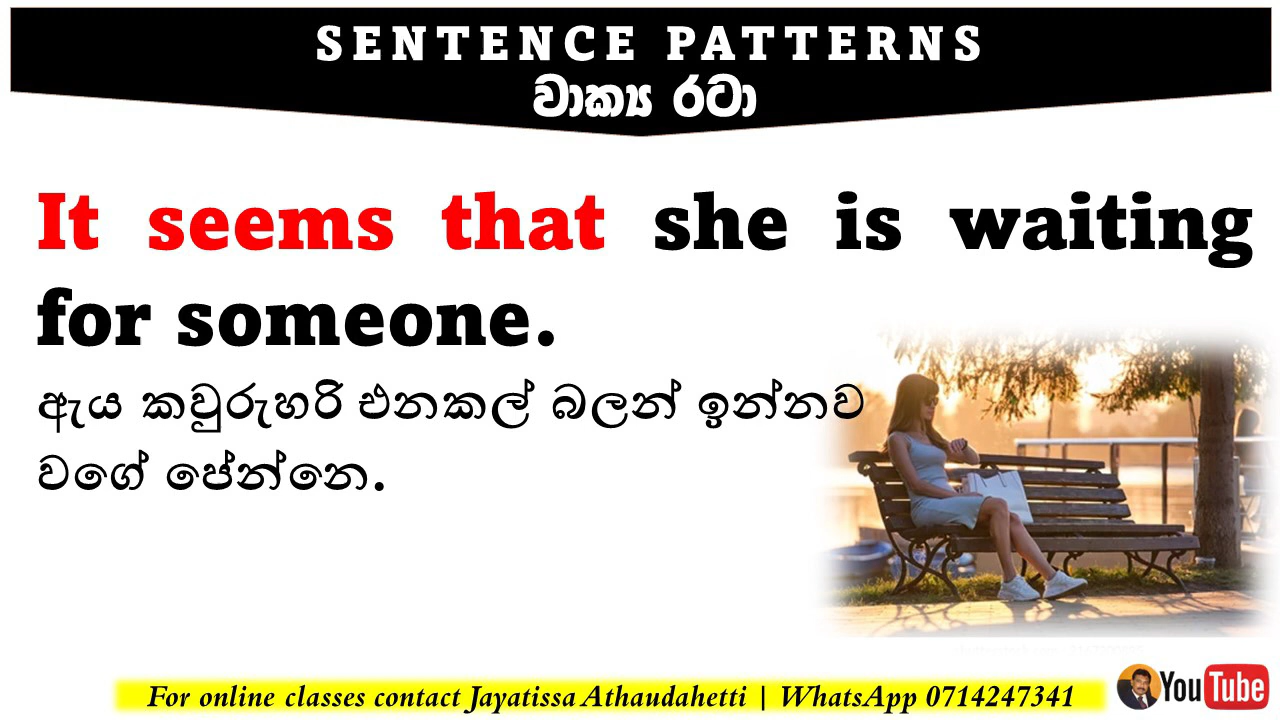 SENTENCE PATTERNS
වාක්‍ය රටා
It seems that she is waiting
for someone.
ඇය කවුරුහරි එනකල් බලන් ඉන්නව
වගේ පේන්නෙ.
For online classes contact Jayatissa Athaudahetti | WhatsApp 0714247341
YouTube